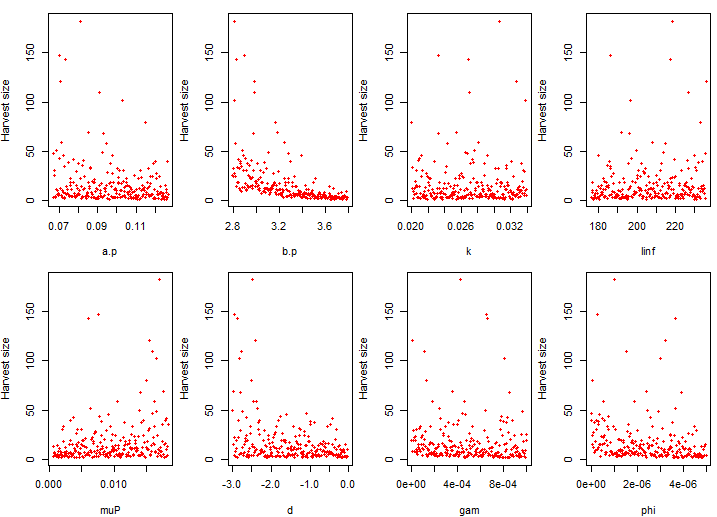 Harvest size
0 50 100 150
0.07 0.09 0.11
a.p
Harvest size
0 50 100 150
2.8 3.2 3.6
b.p
Harvest size
0 50 100 150
0.020 0.026 0.032
k
Harvest size
0 50 100 150
180 200 220
linf
Harvest size
0 50 100 150
0.000 0.010
muP
Harvest size
0 50 100 150
-3.0 -2.0 -1.0 0.0
d
Harvest size
0 50 100 150
0e+00 4e-04 8e-04
gam
Harvest size
0 50 100 150
0e+00 2e-06 4e-06
phi